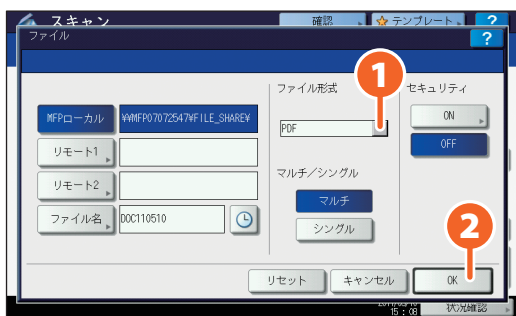 スキャン
確認
テンプレート
?
ファイル
?
1
ファイル形式
セキュリティ
MFPローカル
¥¥MFP07072547¥FILE_SHARE¥
PDF
ON
OFF
リモート1
リモート2
マルチ/シングル
マルチ
シングル
ファイル名
DOC110510
2
リセット
キャンセル
OK
15:08
状況確認